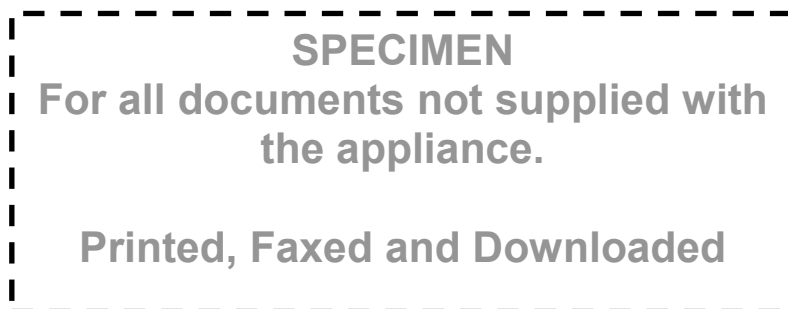 SPECIMEN
For all documents not supplied with
the appliance.
Printed, Faxed and Downloaded